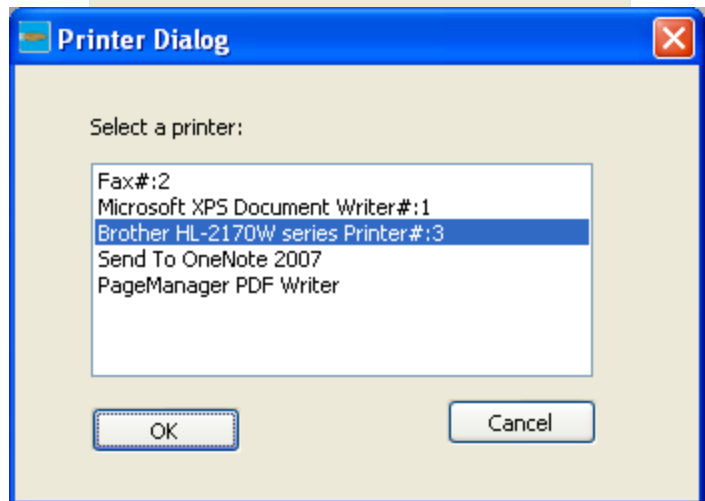 Printer Dialog
Select a printer:
Fax#:2
Microsoft XPS Document Writer#:1
Brother HL-2170W series Printer#:3
Send To OneNote 2007
PageManager PDF Writer
OK
Cancel